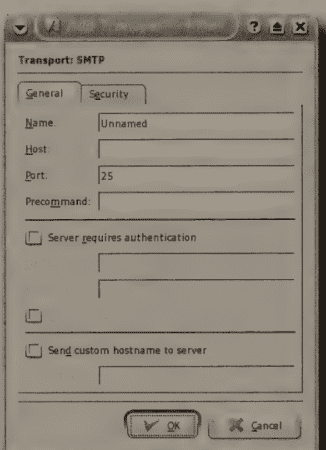 Transport: SMTP
General Security
Name: Unnamed
Host:
Port: 25
Precommand:
Server requires authentication
Send custom hostname to server
OK Cancel